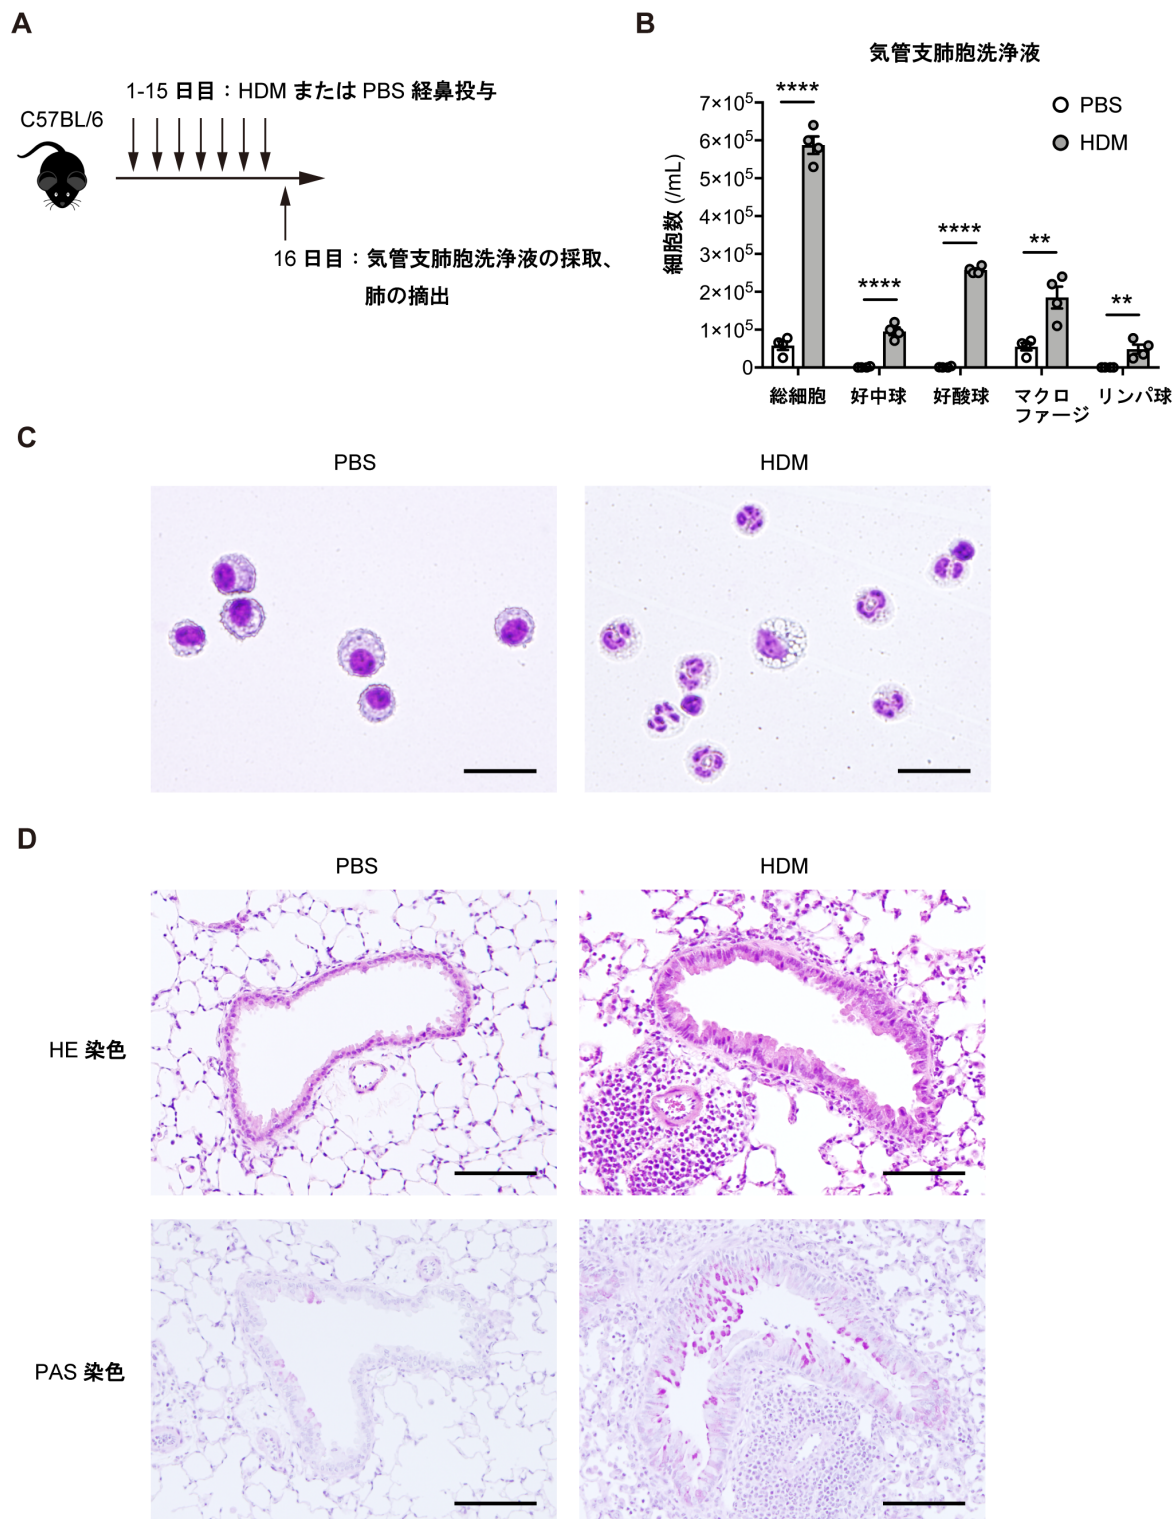 A
1-15 日目：HDM または PBS 経鼻投与
C57BL/6
16 日目：気管支肺胞洗浄液の採取、
肺の摘出
B
気管支肺胞洗浄液
細胞数 (/mL)
7×10⁵
6×10⁵
5×10⁵
4×10⁵
3×10⁵
2×10⁵
1×10⁵
0
****
****
****
**
**
PBS
HDM
総細胞
好中球
好酸球
マクロ
ファージ
リンパ球
C
PBS
HDM
D
PBS
HDM
HE 染色
PAS 染色